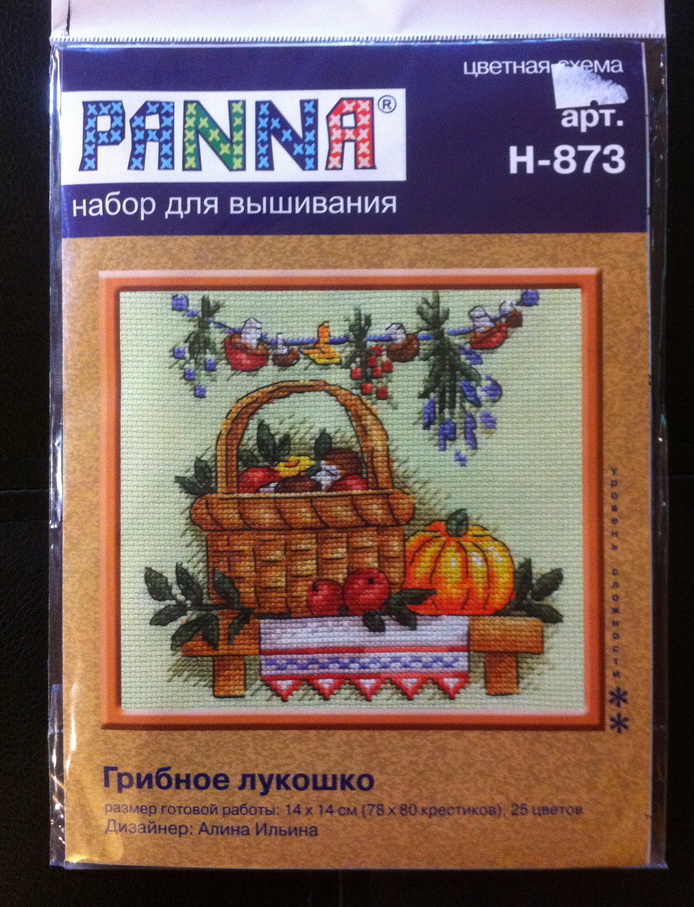 цветная схема
PANNA®
арт.
Н-873
набор для вышивания
уровень сложности **
Грибное лукошко
размер готовой работы: 14 х 14 см (78 х 80 крестиков), 25 цветов
Дизайнер: Алина Ильина